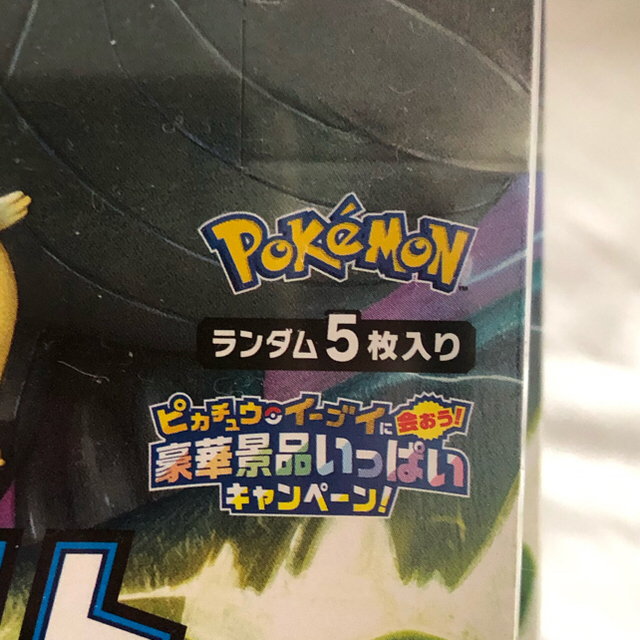 POKéMON
ランダム5枚入り
ピカチュウ イーブイに会おう!
豪華景品いっぱい
キャンペーン!
ト